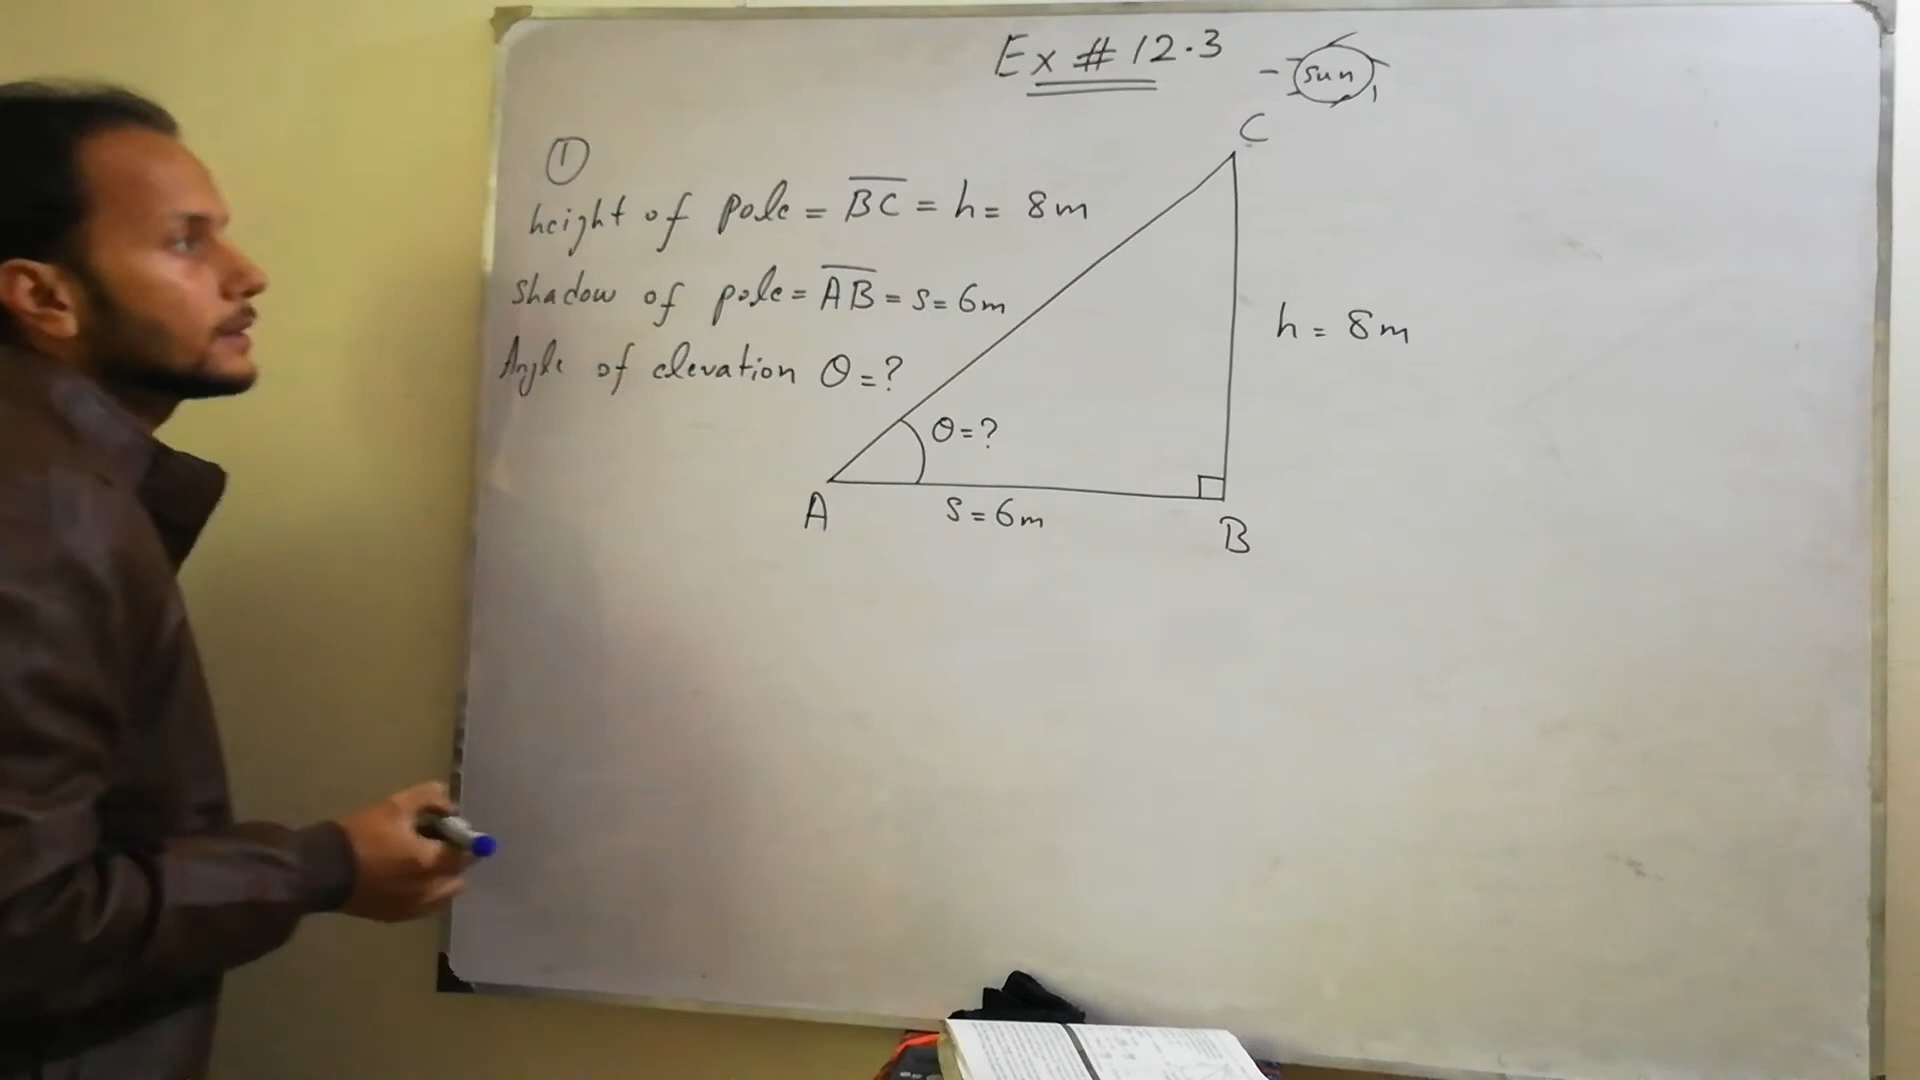 Ex # 12.3
sun
①
height of pole = BC = h = 8m
shadow of pole = AB = s = 6m
Angle of elevation θ = ?
C
h = 8m
θ = ?
A
s = 6m
B